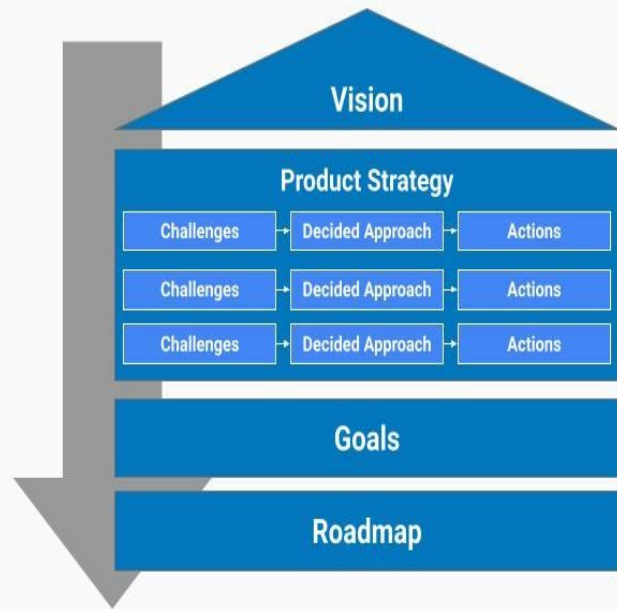 Vision
Product Strategy
Challenges Decided Approach Actions
Challenges Decided Approach Actions
Challenges Decided Approach Actions
Goals
Roadmap